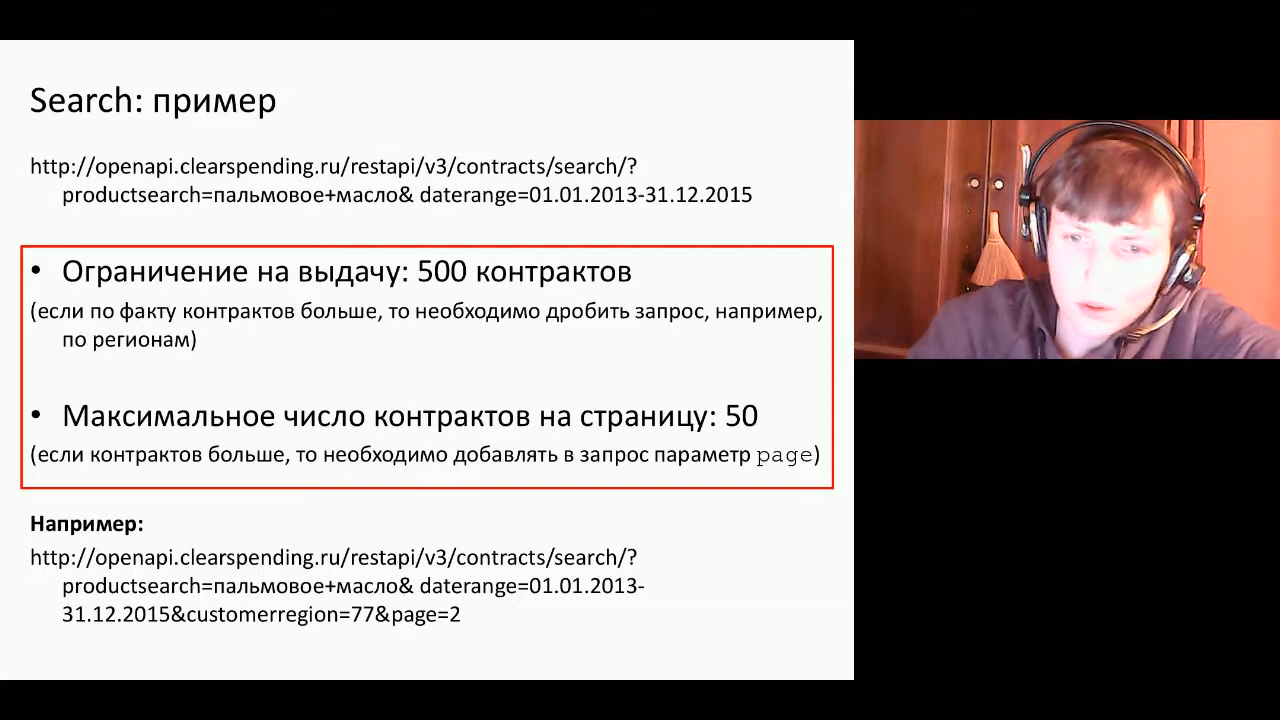 Search: пример
http://openapi.clearspending.ru/restapi/v3/contracts/search/?
productsearch=пальмовое+масло& daterange=01.01.2013-31.12.2015
• Ограничение на выдачу: 500 контрактов
(если по факту контрактов больше, то необходимо дробить запрос, например,
по регионам)
• Максимальное число контрактов на страницу: 50
(если контрактов больше, то необходимо добавлять в запрос параметр page)
Например:
http://openapi.clearspending.ru/restapi/v3/contracts/search/?
productsearch=пальмовое+масло& daterange=01.01.2013-
31.12.2015&customerregion=77&page=2